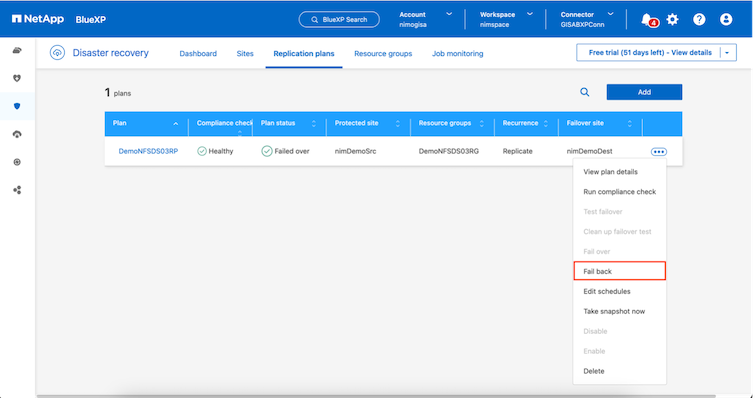 NetApp BlueXP
BlueXP Search
Account
nimogisa
Workspace
nimspace
Connector
GISABXPConn
4
Disaster recovery
Dashboard
Sites
Replication plans
Resource groups
Job monitoring
Free trial (51 days left) - View details
1 plans
Add
Plan
Compliance check
Plan status
Protected site
Resource groups
Recurrence
Failover site
DemoNFSDS03RP
Healthy
Failed over
nimDemoSrc
DemoNFSDS03RG
Replicate
nimDemoDest
View plan details
Run compliance check
Test failover
Clean up failover test
Fail over
Fail back
Edit schedules
Take snapshot now
Disable
Enable
Delete